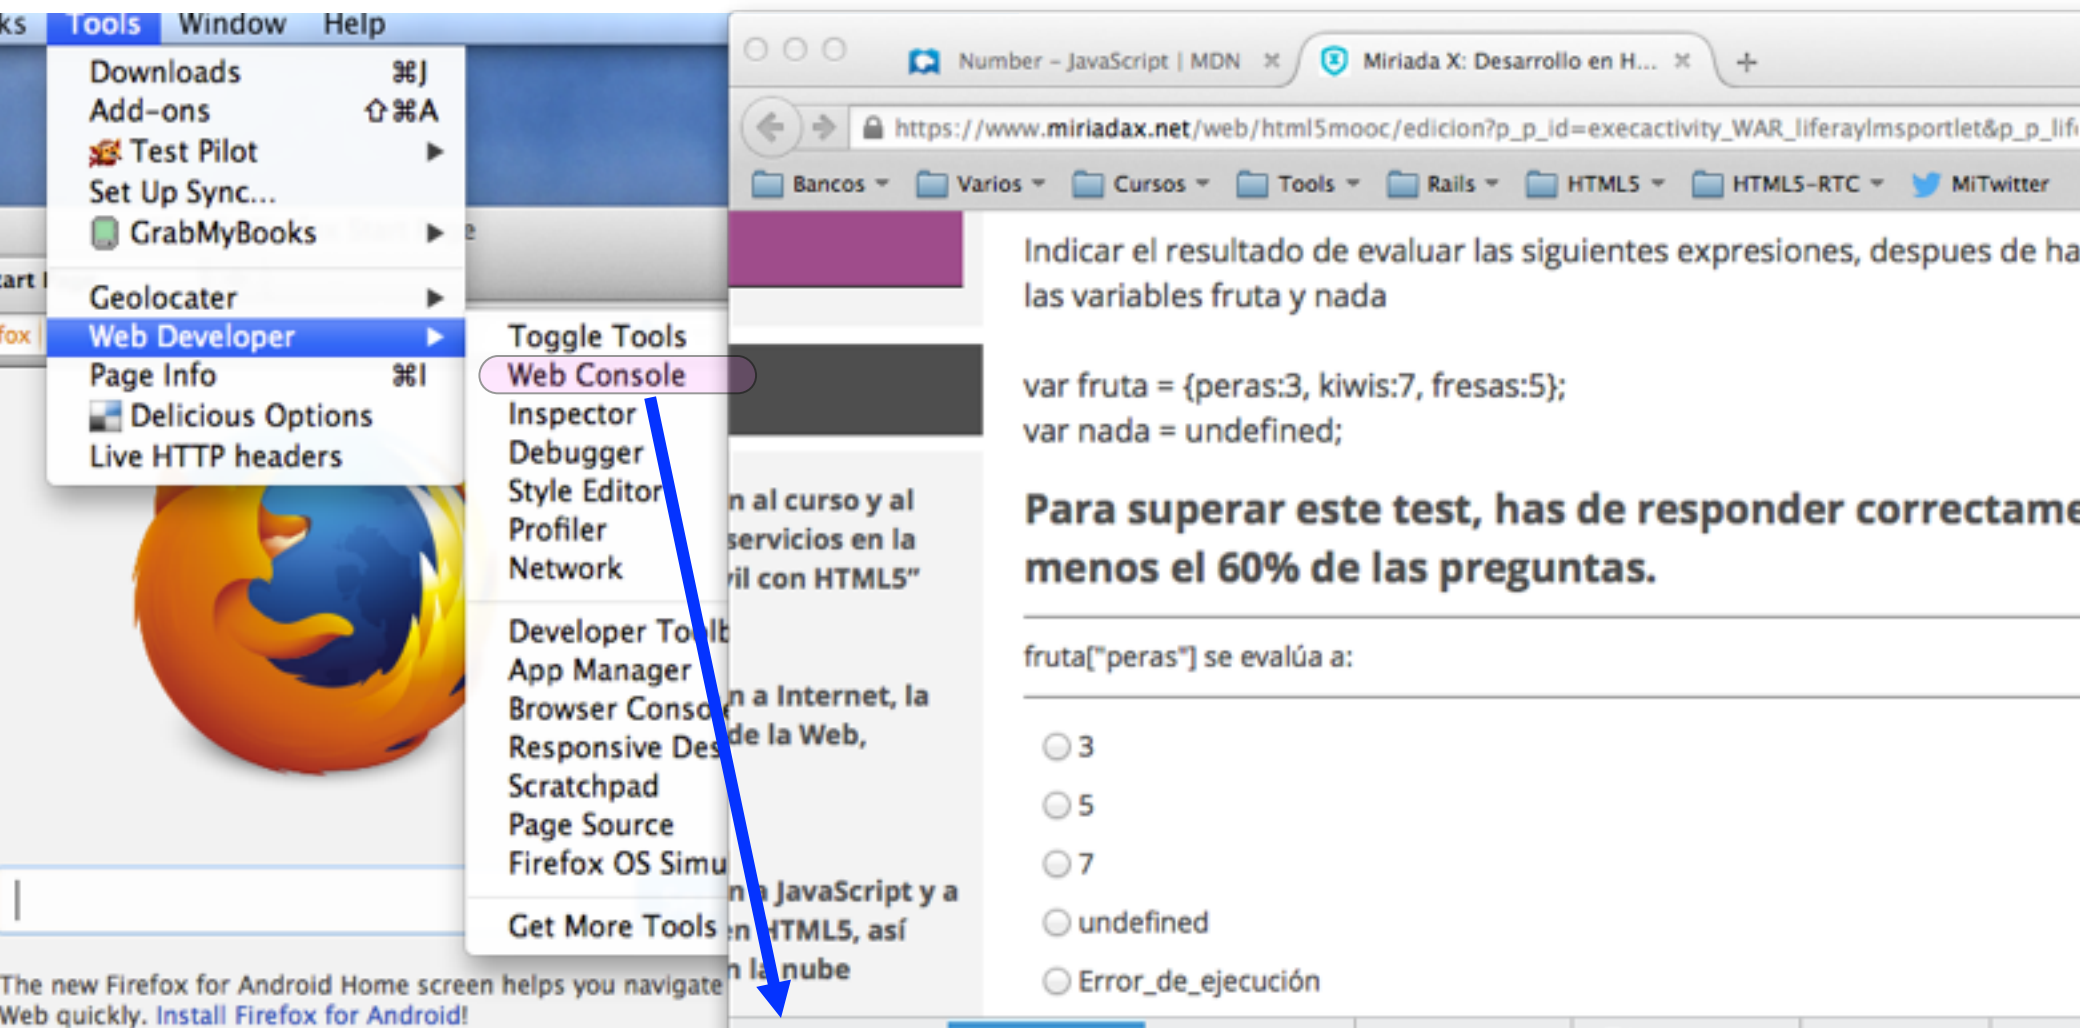 ks Tools Window Help
Downloads ⌘J
Add-ons ⇧⌘A
Test Pilot ▶
Set Up Sync...
GrabMyBooks ▶
Geolocater ▶
Web Developer ▶
Page Info ⌘I
Delicious Options
Live HTTP headers
tart
fox
Toggle Tools
Web Console
Inspector
Debugger
Style Editor
Profiler
Network
Developer Toolb
App Manager
Browser Console
Responsive Des
Scratchpad
Page Source
Firefox OS Simu
Get More Tools
The new Firefox for Android Home screen helps you navigate
Web quickly. Install Firefox for Android!
Number – JavaScript | MDN × Miriada X: Desarrollo en H... × +
https://www.miriadax.net/web/html5mooc/edicion?p_p_id=execactivity_WAR_liferaylmsportlet&p_p_lif
Bancos Varios Cursos Tools Rails HTML5 HTML5-RTC MiTwitter
n al curso y al
servicios en la
vil con HTML5”
n a Internet, la
de la Web,
n a JavaScript y a
en HTML5, así
n la nube
Indicar el resultado de evaluar las siguientes expresiones, despues de ha
las variables fruta y nada
var fruta = {peras:3, kiwis:7, fresas:5};
var nada = undefined;
Para superar este test, has de responder correctame
menos el 60% de las preguntas.
fruta["peras"] se evalúa a:
3
5
7
undefined
Error_de_ejecución